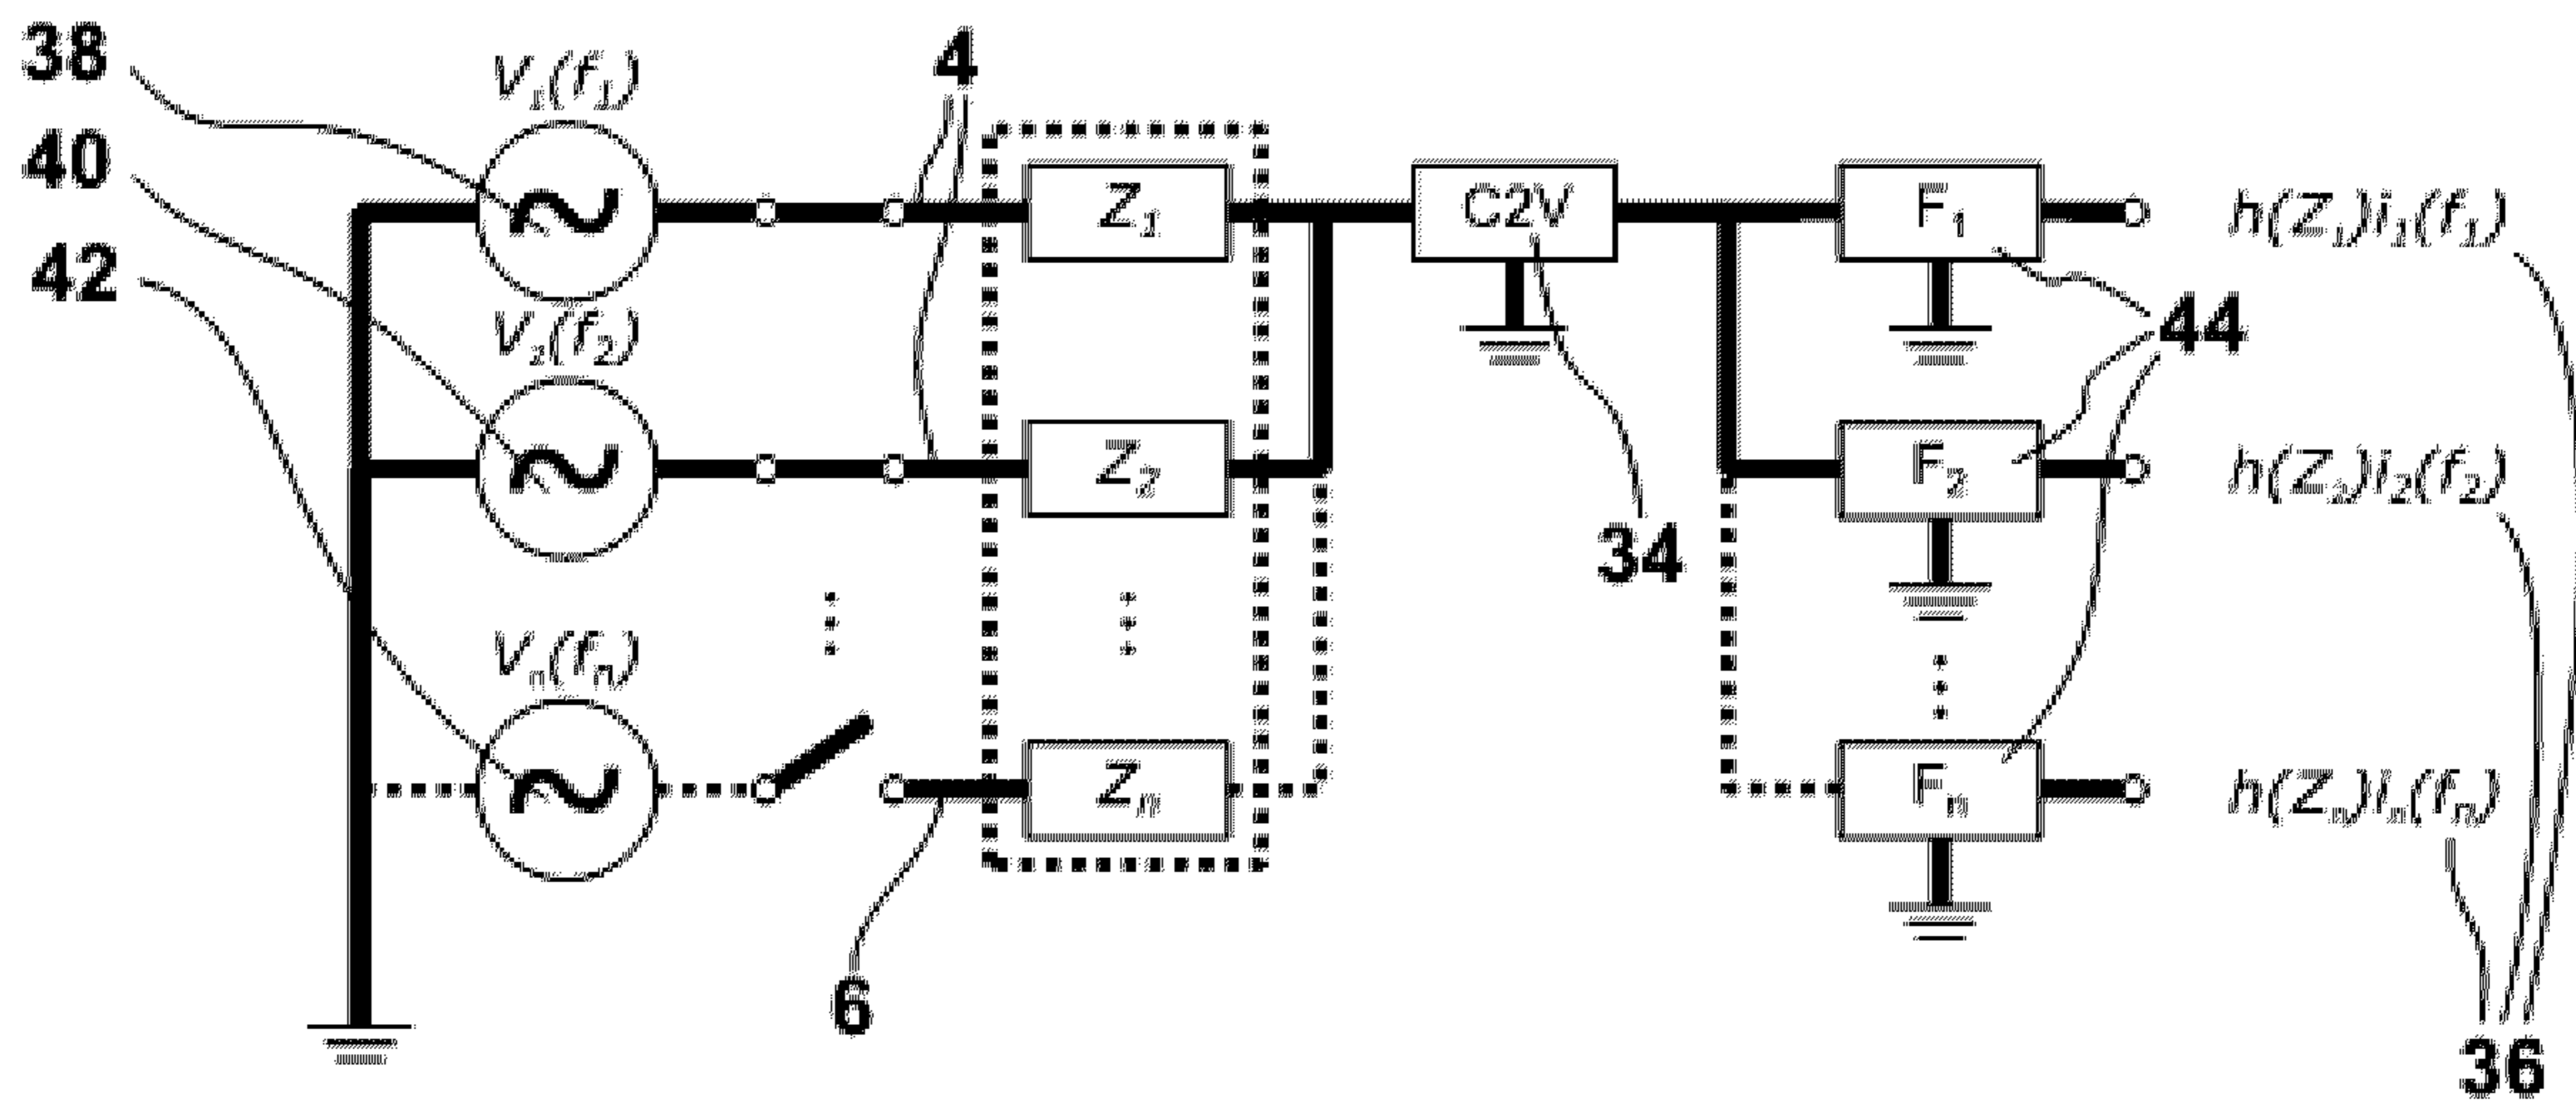 38
V₁(f₁)
4
40
Z₁
C2V
F₁
h(Z₁)i₁(f₁)
42
V₂(f₂)
44
Z₂
F₂
h(Z₂)i₂(f₂)
34
Vₙ(fₙ)
Zₙ
Fₙ
h(Zₙ)iₙ(fₙ)
6
36